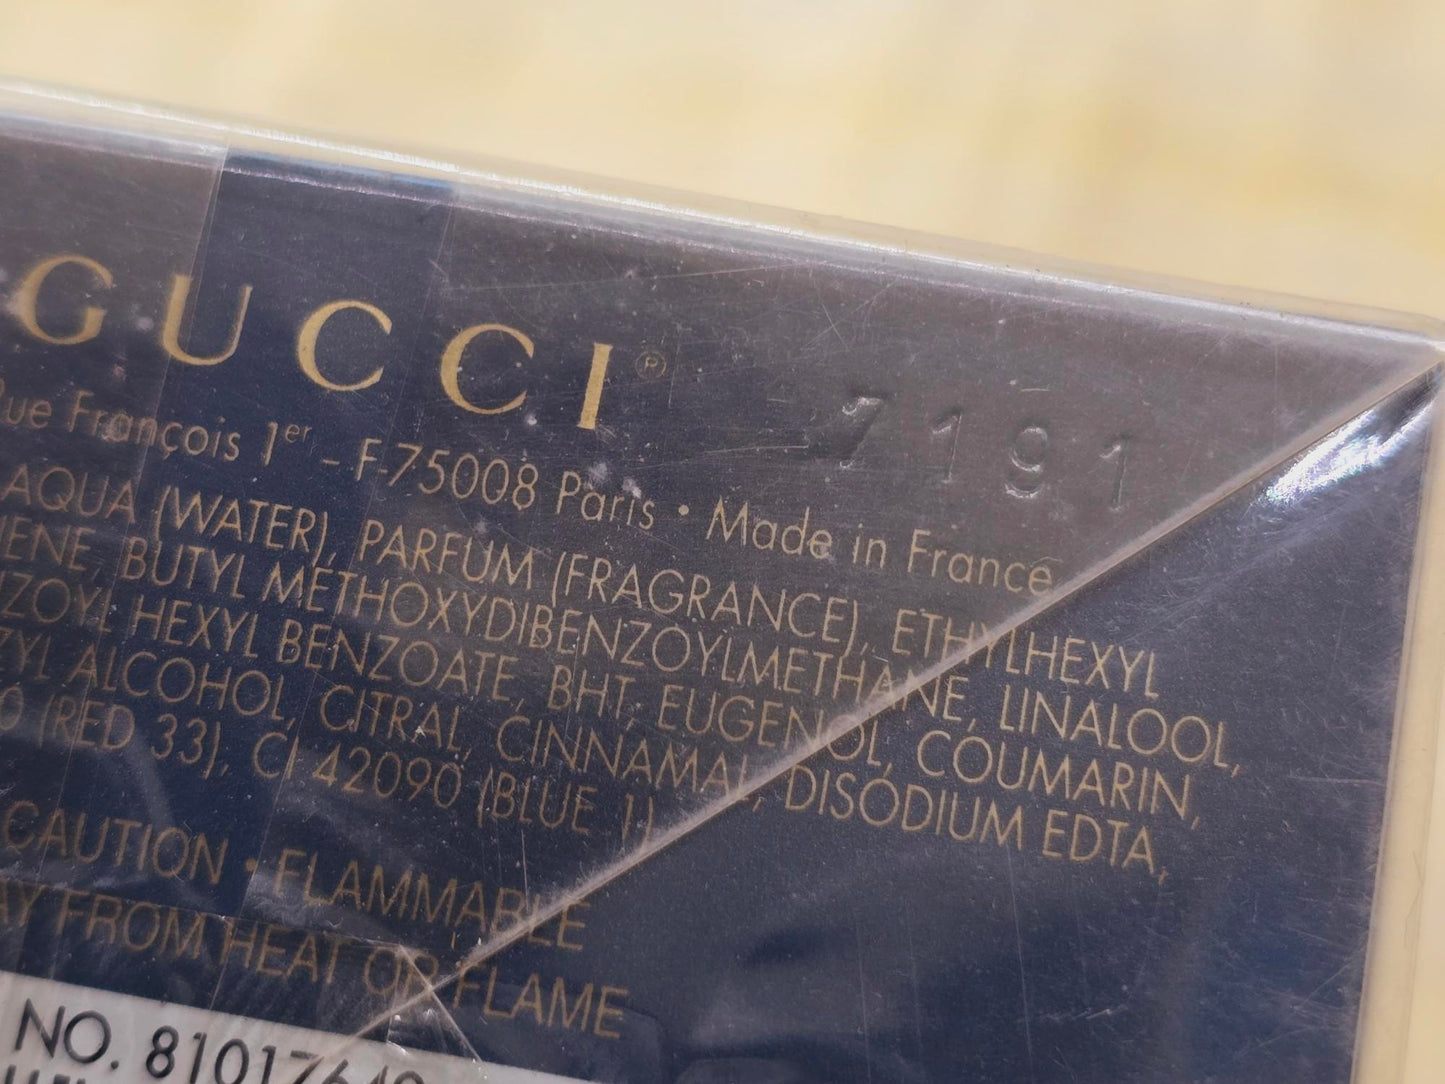 GUCCI®
7191
Rue François 1er - F-75008 Paris • Made in France
AQUA (WATER), PARFUM (FRAGRANCE), ETHYLHEXYL
BUTYL METHOXYDIBENZOYLMETHANE, LINALOOL,
HEXYL BENZOATE, BHT, EUGENOL, COUMARIN,
ALCOHOL, CITRAL, CINNAMAL, DISODIUM EDTA,
(RED 33), CI 42090 (BLUE 1)
CAUTION • FLAMMABLE
FROM HEAT OR FLAME
NO. 81017640